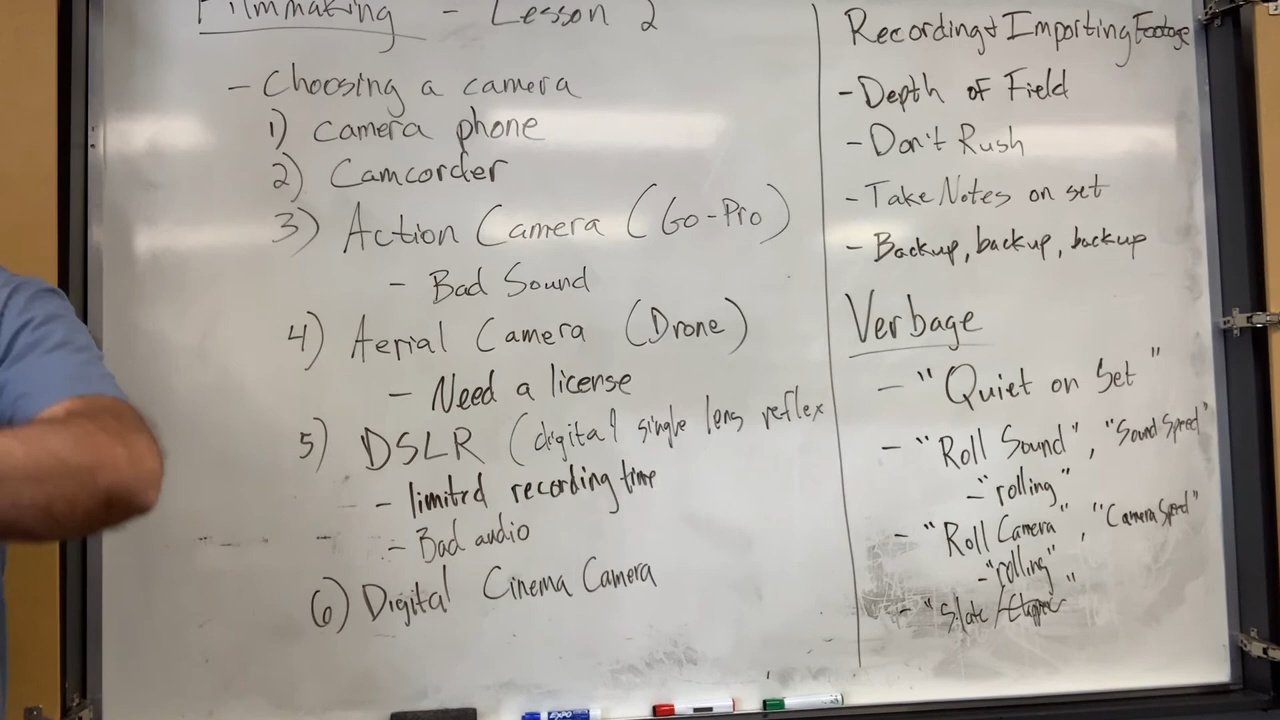 Filmmaking - Lesson 2
- Choosing a camera
1) camera phone
2) Camcorder
3) Action Camera (Go-Pro)
- Bad Sound
4) Aerial Camera (Drone)
- Need a license
5) DSLR (digital single lens reflex
- limited recording time
- Bad audio
6) Digital Cinema Camera
Recording & Importing Footage
- Depth of Field
- Don't Rush
- Take Notes on set
- Backup, backup, backup
Verbage
- "Quiet on Set"
- "Roll Sound", "Sound Speed"
- "rolling"
- "Roll Camera", "Camera Speed"
- "rolling"
- "Slate /Clapper"
EXPO